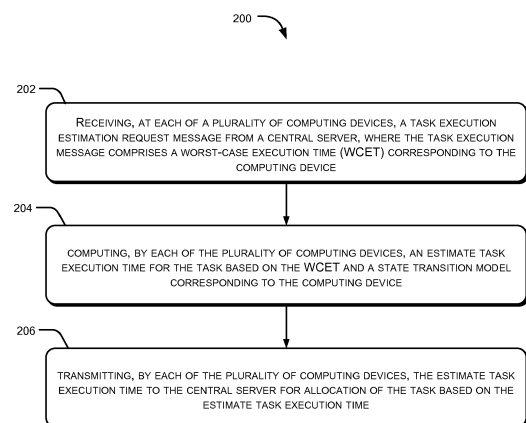 200
202
RECEIVING, AT EACH OF A PLURALITY OF COMPUTING DEVICES, A TASK EXECUTION
ESTIMATION REQUEST MESSAGE FROM A CENTRAL SERVER, WHERE THE TASK EXECUTION
MESSAGE COMPRISES A WORST-CASE EXECUTION TIME (WCET) CORRESPONDING TO THE
COMPUTING DEVICE
204
COMPUTING, BY EACH OF THE PLURALITY OF COMPUTING DEVICES, AN ESTIMATE TASK
EXECUTION TIME FOR THE TASK BASED ON THE WCET AND A STATE TRANSITION MODEL
CORRESPONDING TO THE COMPUTING DEVICE
206
TRANSMITTING, BY EACH OF THE PLURALITY OF COMPUTING DEVICES, THE ESTIMATE TASK
EXECUTION TIME TO THE CENTRAL SERVER FOR ALLOCATION OF THE TASK BASED ON THE
ESTIMATE TASK EXECUTION TIME